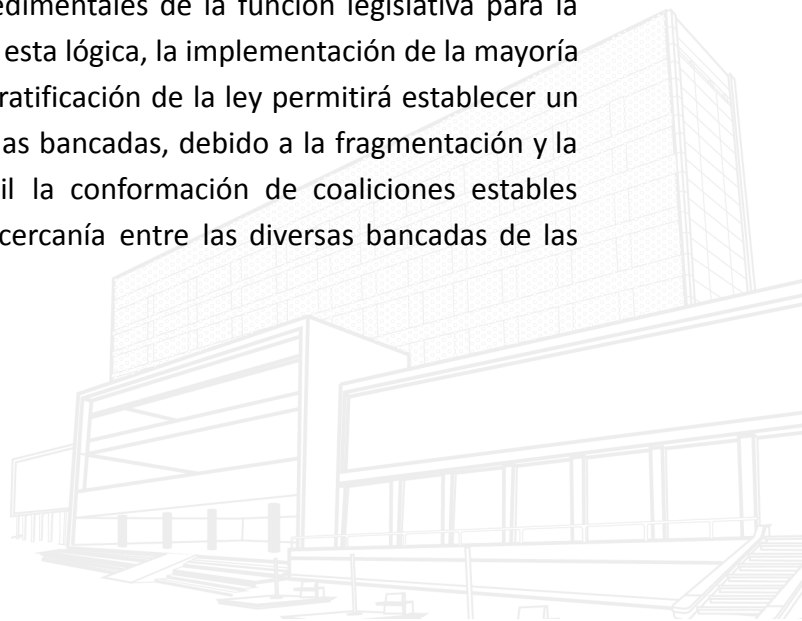 edimentales de la función legislativa para la
esta lógica, la implementación de la mayoría
ratificación de la ley permitirá establecer un
as bancadas, debido a la fragmentación y la
il la conformación de coaliciones estables
cercanía entre las diversas bancadas de las